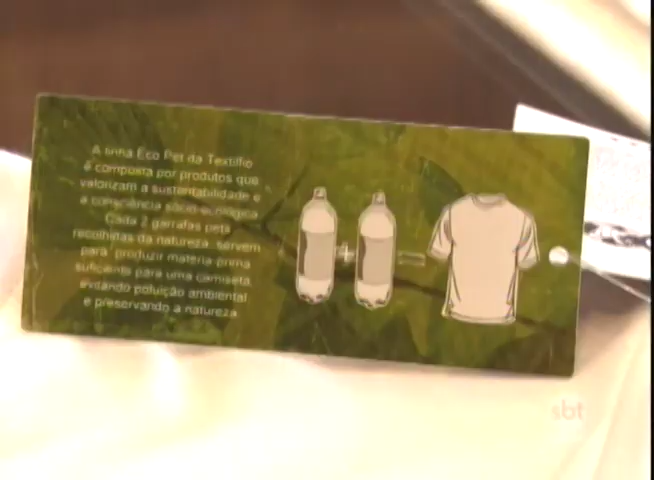 A linha Eco Pet da Textilfio
é composta por produtos que
valorizam a sustentabilidade e
a consciência sócio-ecológica
Cada 2 garrafas pets
recolhidas da natureza, servem
para produzir matéria prima
suficiente para uma camiseta,
evitando poluição ambiental
e preservando a natureza
+
=
sbt